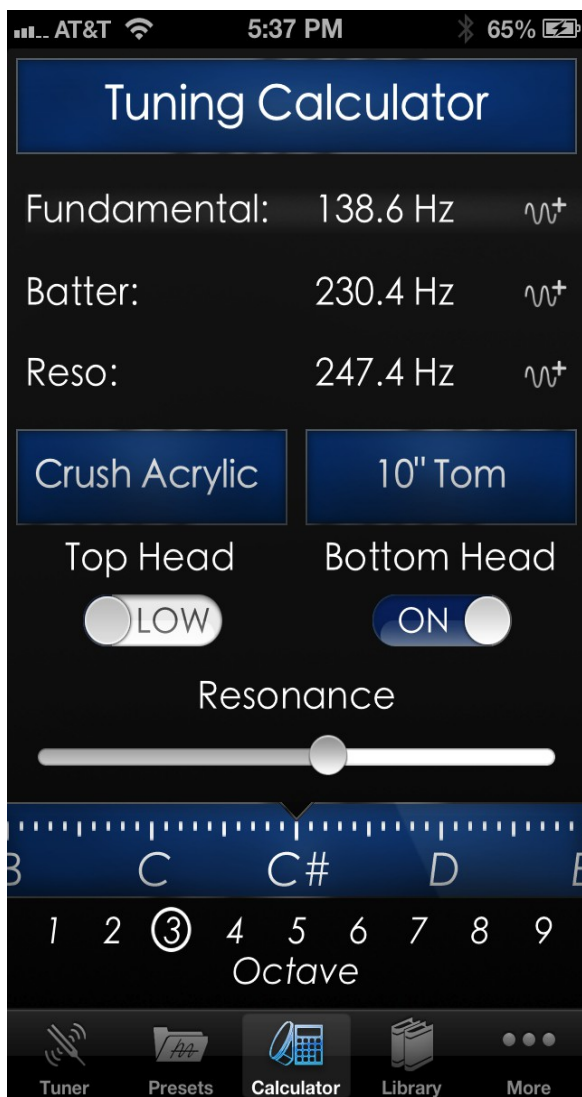 AT&T 5:37 PM 65%
Tuning Calculator
Fundamental: 138.6 Hz
Batter: 230.4 Hz
Reso: 247.4 Hz
Crush Acrylic 10" Tom
Top Head Bottom Head
LOW ON
Resonance
B C C# D E
1 2 3 4 5 6 7 8 9
Octave
Tuner Presets Calculator Library More